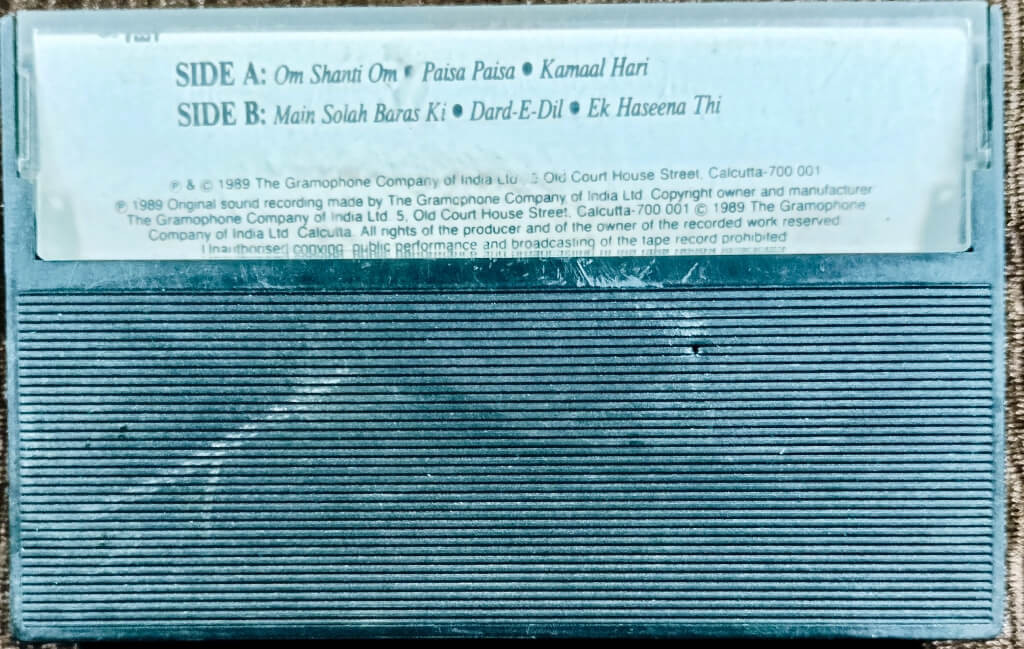 SIDE A: Om Shanti Om • Paisa Paisa • Kamaal Hari
SIDE B: Main Solah Baras Ki • Dard-E-Dil • Ek Haseena Thi
℗ & © 1989 The Gramophone Company of India Ltd. 5 Old Court House Street, Calcutta-700 001
℗ 1989 Original sound recording made by The Gramophone Company of India Ltd. Copyright owner and manufacturer
The Gramophone Company of India Ltd. 5, Old Court House Street, Calcutta-700 001 © 1989 The Gramophone
Company of India Ltd Calcutta. All rights of the producer and of the owner of the recorded work reserved
Unauthorised copying, public performance and broadcasting of the tape record prohibited